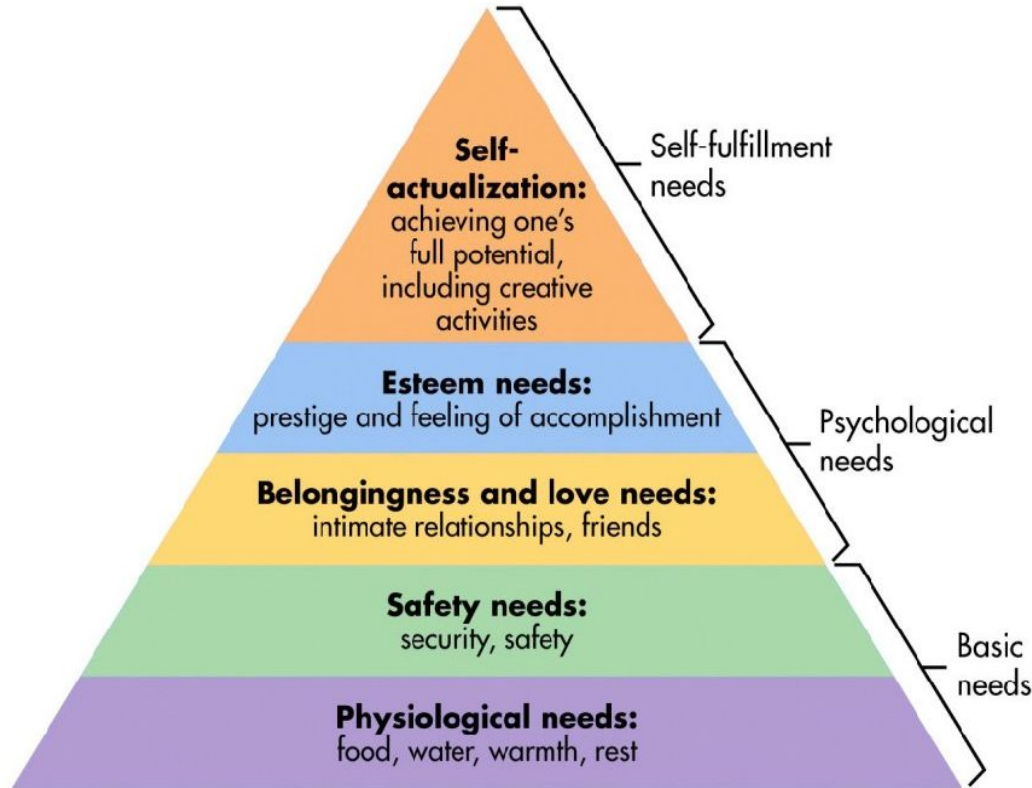 Self-
actualization:
achieving one's
full potential,
including creative
activities
Self-fulfillment
needs
Esteem needs:
prestige and feeling of accomplishment
Belongingness and love needs:
intimate relationships, friends
Psychological
needs
Safety needs:
security, safety
Physiological needs:
food, water, warmth, rest
Basic
needs